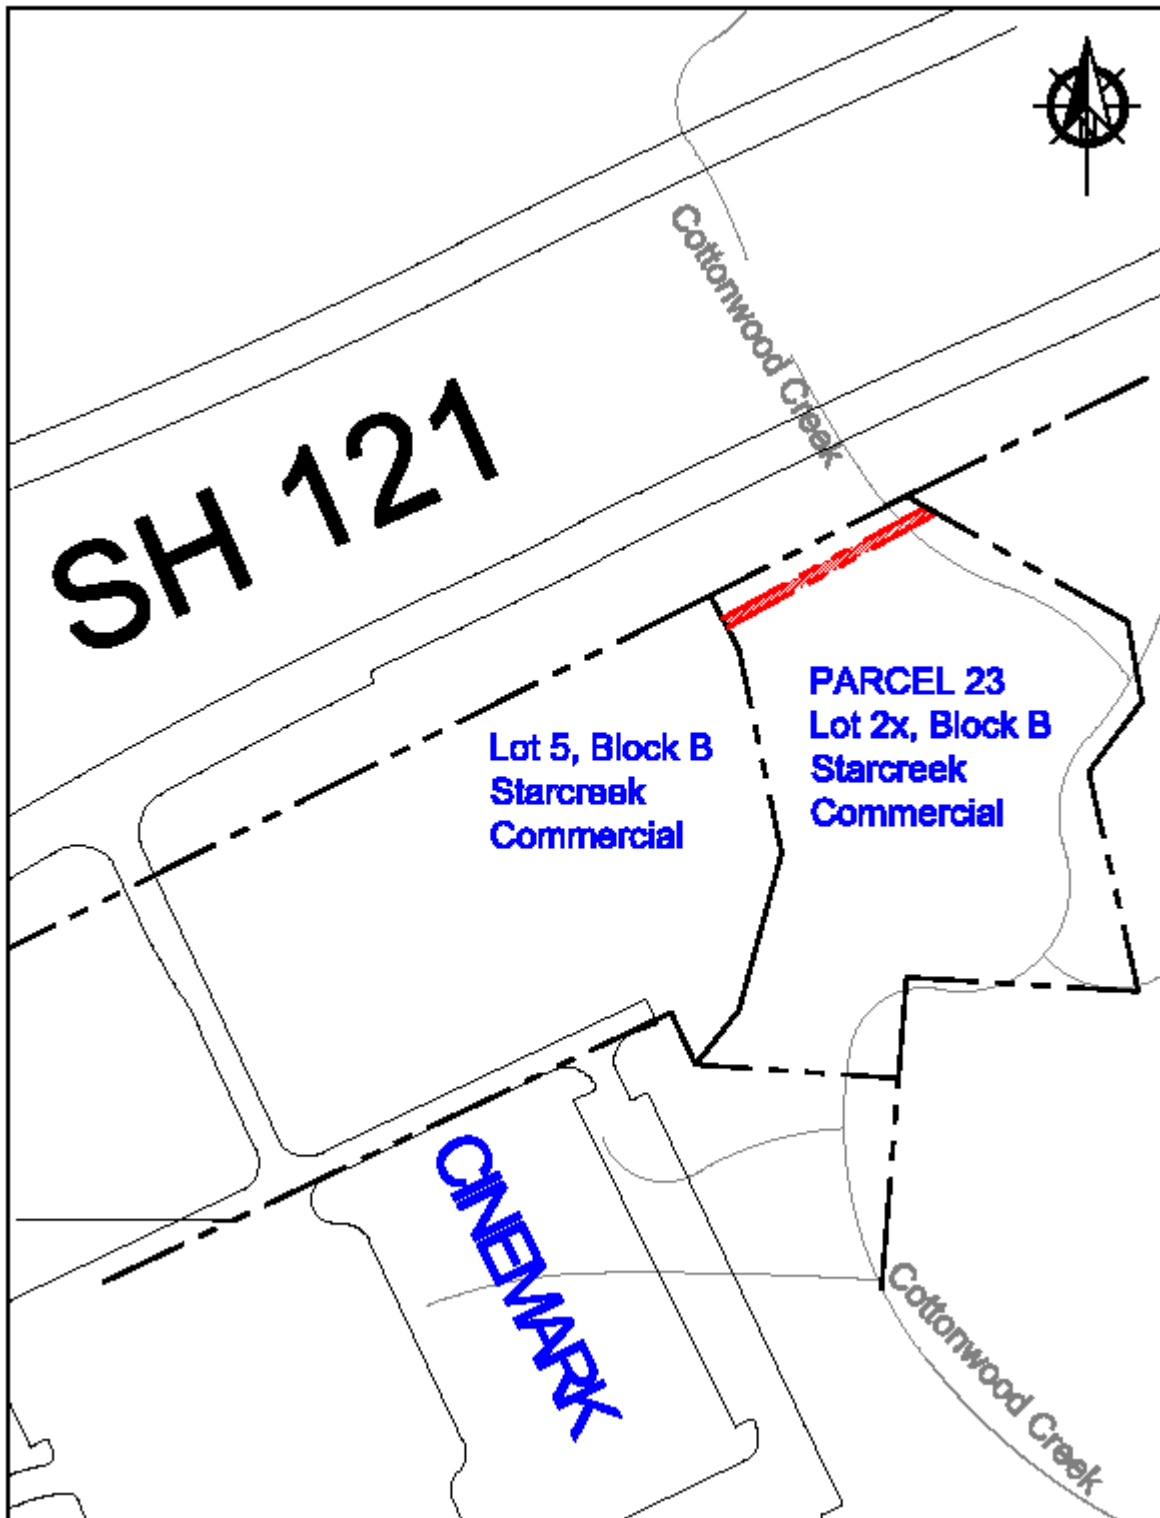 Cottonwood Creek
SH 121
PARCEL 23
Lot 2x, Block B
Starcreek
Commercial
Lot 5, Block B
Starcreek
Commercial
CINEMARK
Cottonwood Creek